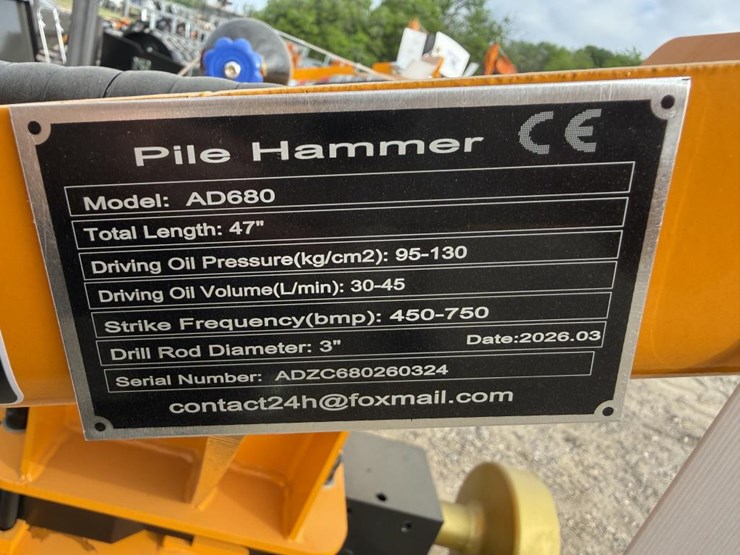 Pile Hammer CE
Model: AD680
Total Length: 47"
Driving Oil Pressure(kg/cm2): 95-130
Driving Oil Volume(L/min): 30-45
Strike Frequency(bmp): 450-750
Drill Rod Diameter: 3" Date:2026.03
Serial Number: ADZC680260324
contact24h@foxmail.com